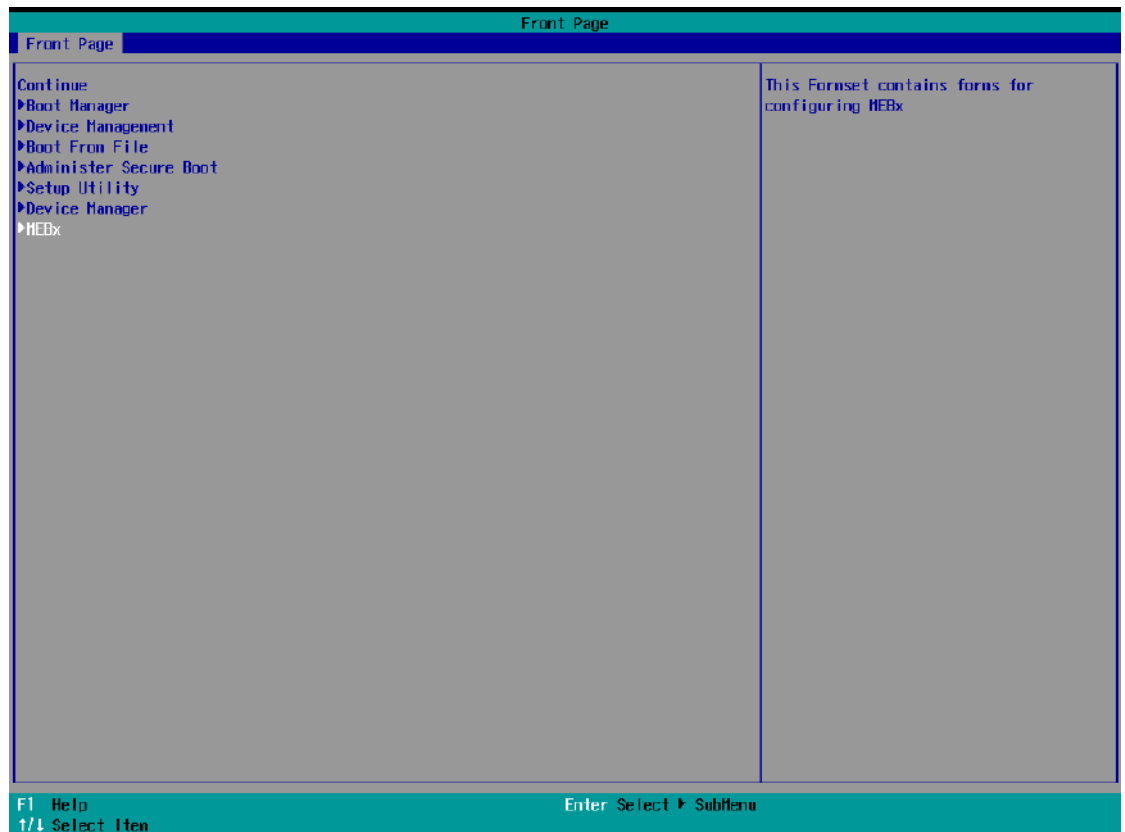 Front Page
Front Page
Continue
▶Boot Manager
▶Device Management
▶Boot From File
▶Administer Secure Boot
▶Setup Utility
▶Device Manager
▶MEBx
This Formset contains forms for
configuring MEBx
F1 Help
Enter Select ▶ SubMenu
↑/↓ Select Item